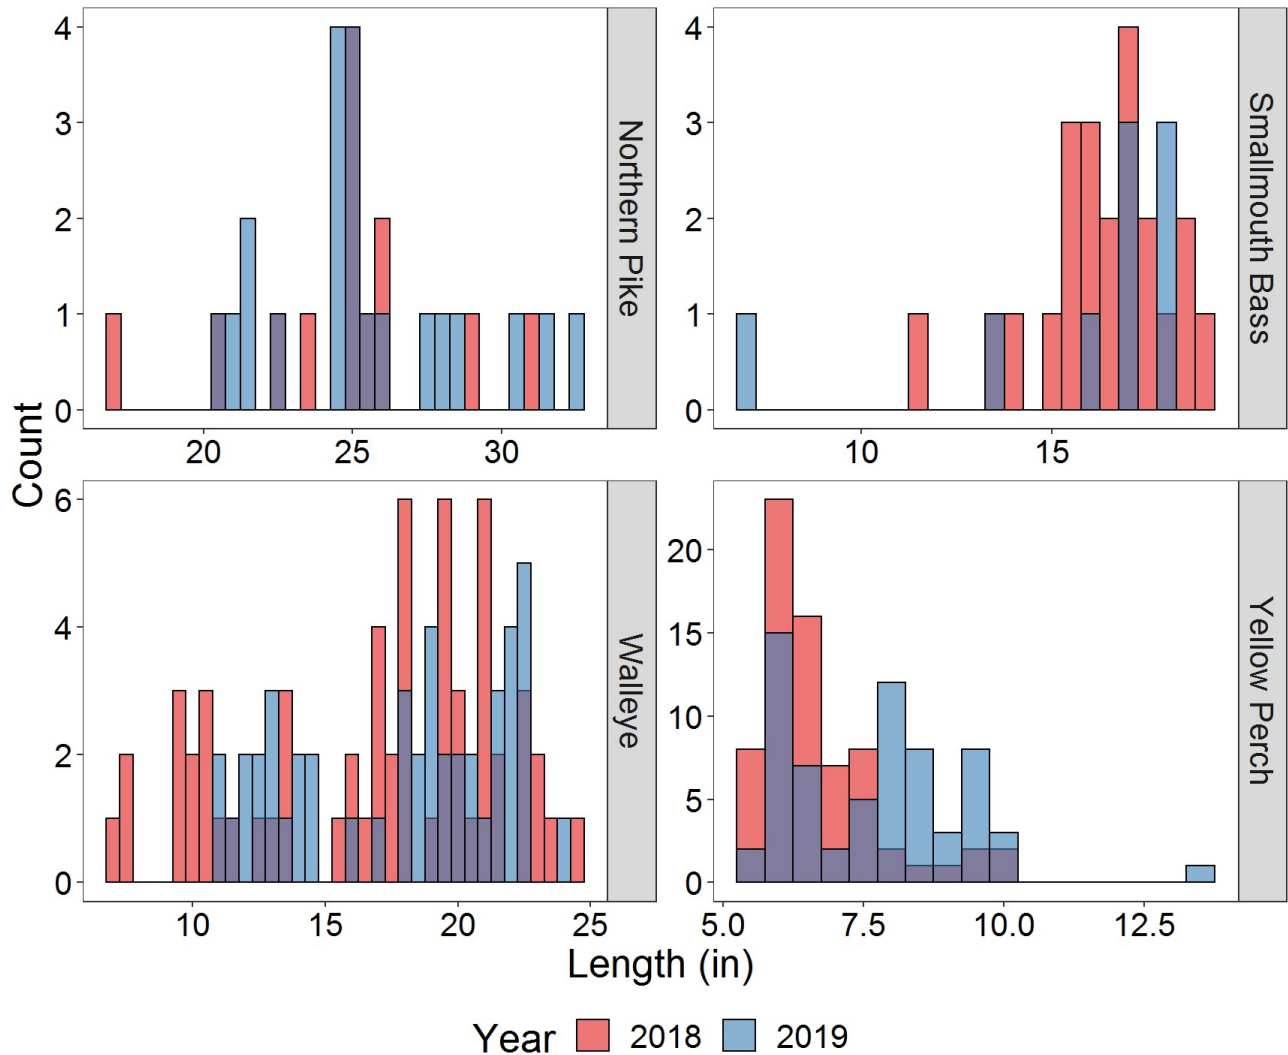 Count
4
3
2
1
0
20 25 30
Northern Pike
4
3
2
1
0
10 15
Smallmouth Bass
6
4
2
0
10 15 20 25
Walleye
20
15
10
5
0
5.0 7.5 10.0 12.5
Yellow Perch
Length (in)
Year 2018 2019